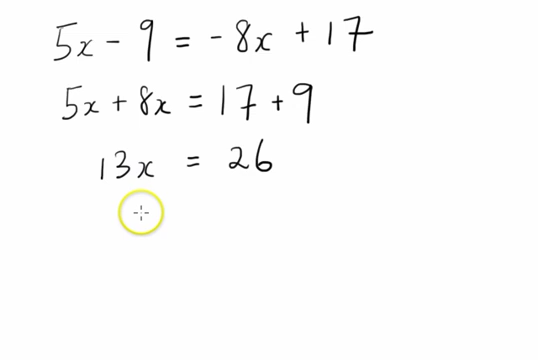 5x - 9 = -8x + 17
5x + 8x = 17 + 9
13x = 26